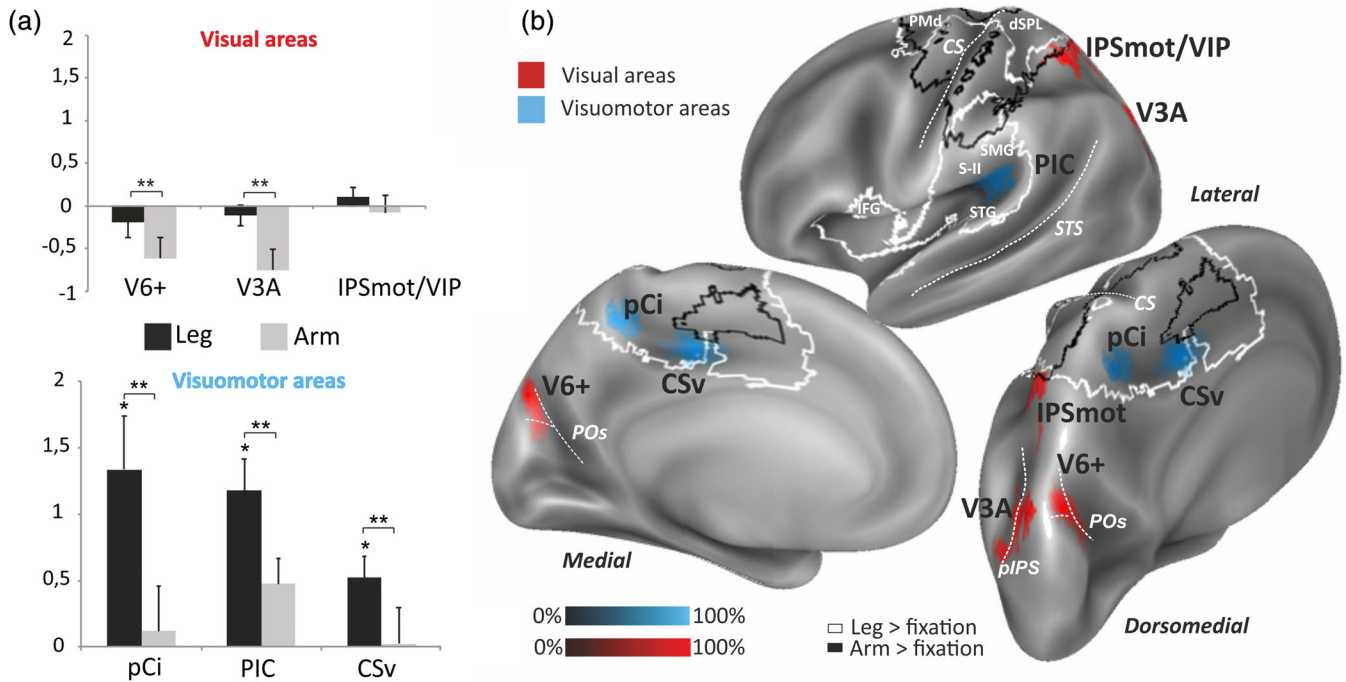 (a)
Visual areas
2
1,5
1
0,5
0
-0,5
-1
** **
V6+ V3A IPSmot/VIP
Leg Arm
Visuomotor areas
2
1,5
1
0,5
0
* **
* **
* **
pCi PIC CSv
(b)
Visual areas
Visuomotor areas
PMd
CS
dSPL
IPSmot/VIP
V3A
SMG
S-II
PIC
IFG
STG
STS
Lateral
pCi
CSv
V6+
POs
Medial
CS
pCi
CSv
IPSmot
V6+
V3A
POs
pIPS
Dorsomedial
0% 100%
0% 100%
Leg > fixation
Arm > fixation